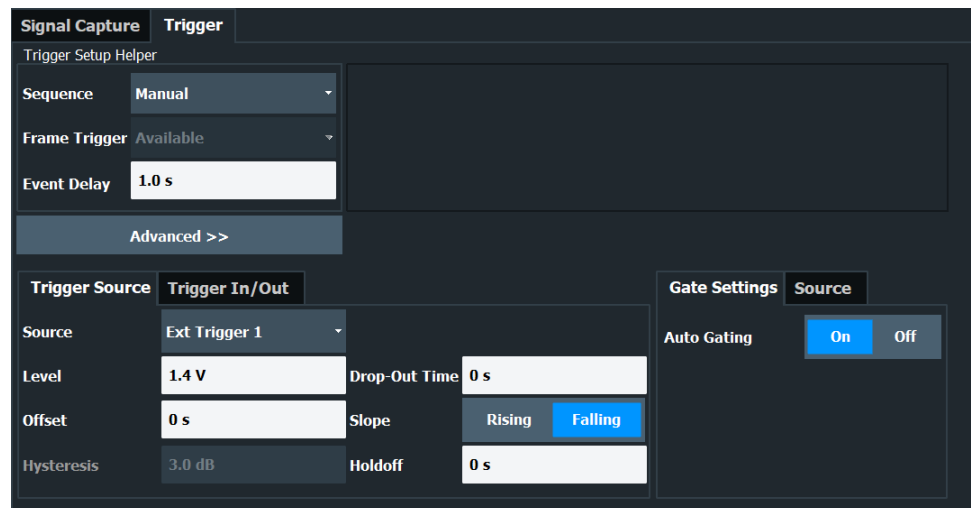 Signal Capture Trigger
Trigger Setup Helper
Sequence Manual
Frame Trigger Available
Event Delay 1.0 s
Advanced >>
Trigger Source Trigger In/Out Gate Settings Source
Source Ext Trigger 1 Auto Gating On Off
Level 1.4 V Drop-Out Time 0 s
Offset 0 s Slope Rising Falling
Hysteresis 3.0 dB Holdoff 0 s